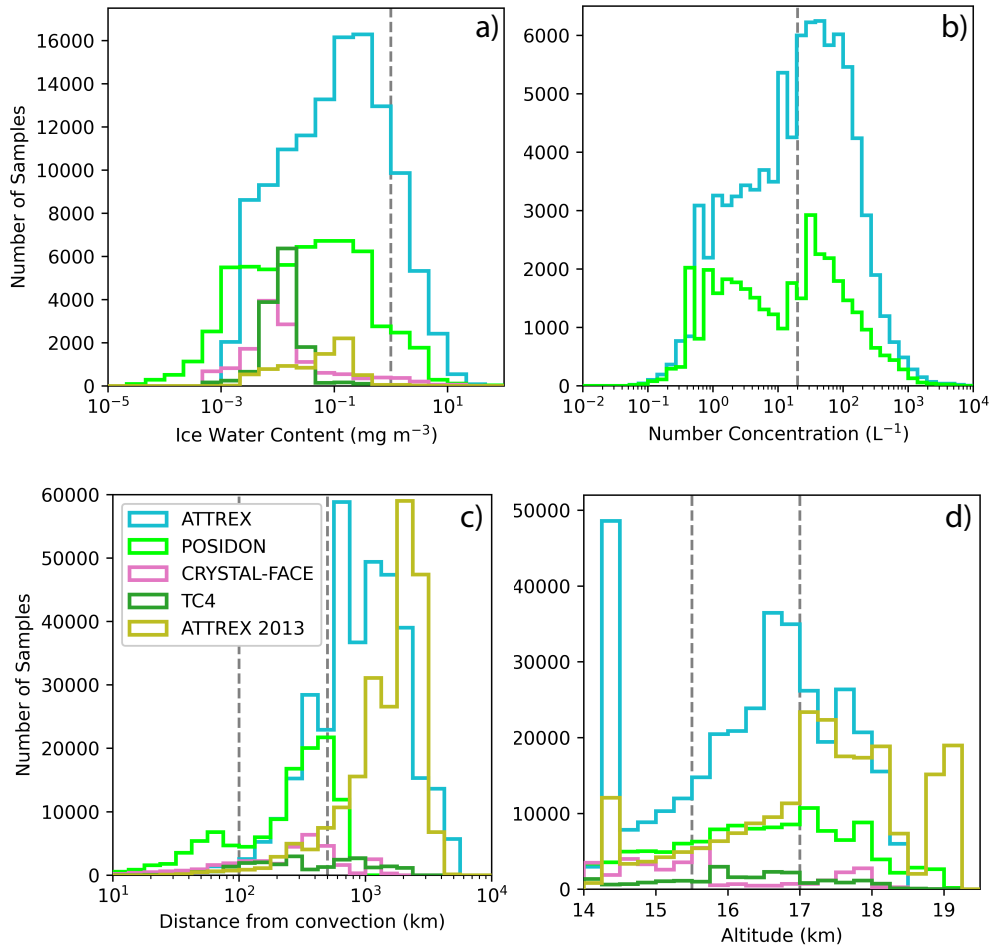 a)
16000
14000
12000
10000
8000
6000
4000
2000
0
Number of Samples
10⁻⁵ 10⁻³ 10⁻¹ 10¹
Ice Water Content (mg m⁻³)
b)
6000
5000
4000
3000
2000
1000
0
10⁻² 10⁻¹ 10⁰ 10¹ 10² 10³ 10⁴
Number Concentration (L⁻¹)
c)
60000
50000
40000
30000
20000
10000
0
Number of Samples
ATTREX
POSIDON
CRYSTAL-FACE
TC4
ATTREX 2013
10¹ 10² 10³ 10⁴
Distance from convection (km)
d)
50000
40000
30000
20000
10000
0
14 15 16 17 18 19
Altitude (km)